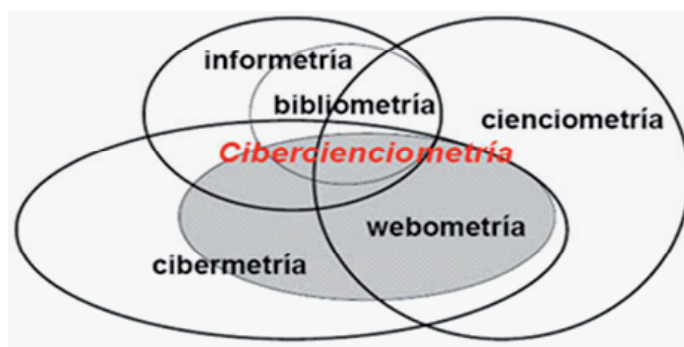 informetría
bibliometría
cienciometría
Cibercienciometría
webometría
cibermetría